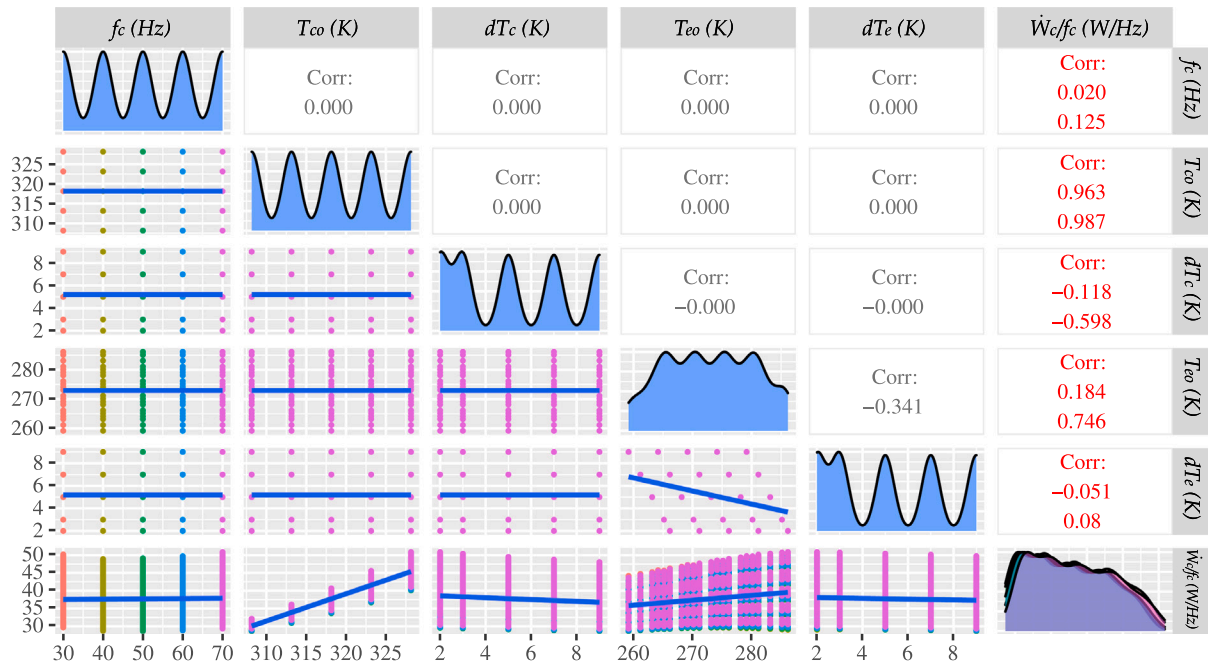 fc (Hz) Tco (K) dTc (K) Teo (K) dTe (K) Ẇc/fc (W/Hz)
Corr: Corr: Corr: Corr: Corr:
0.000 0.000 0.000 0.000 0.020
0.125
fc (Hz)
325
320
315
310
Corr: Corr: Corr: Corr:
0.000 0.000 0.000 0.963
0.987
Tco (K)
8
6
4
2
Corr: Corr: Corr:
−0.000 −0.000 −0.118
−0.598
dTc (K)
280
270
260
Corr: Corr:
−0.341 0.184
0.746
Teo (K)
8
6
4
2
Corr:
−0.051
0.08
dTe (K)
50
45
40
35
30
Ẇc/fc (W/Hz)
30 40 50 60 70 310 315 320 325 2 4 6 8 260 270 280 2 4 6 8